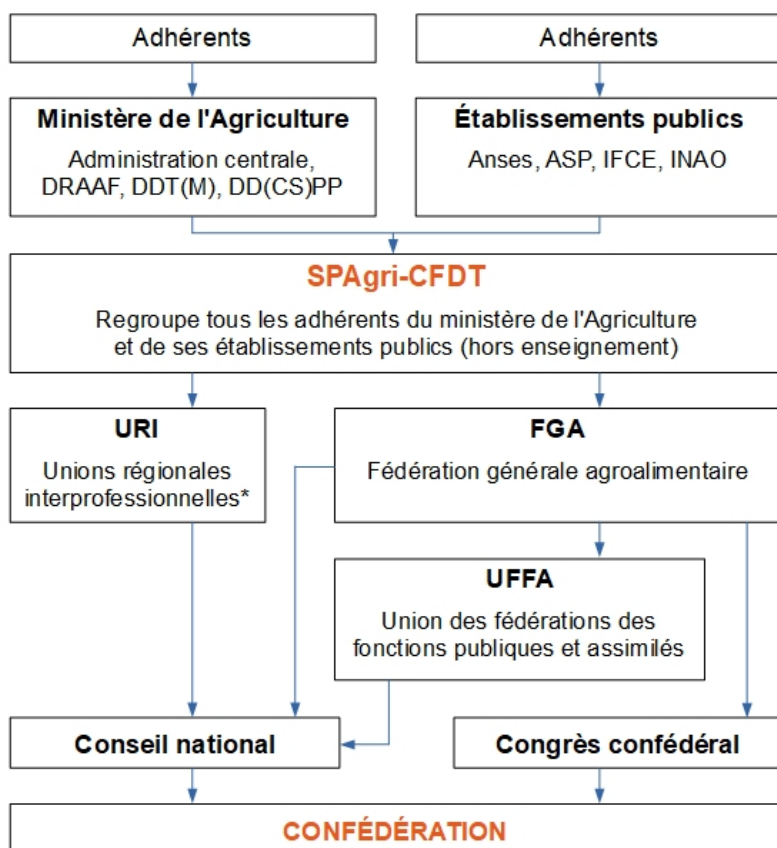 Adhérents
Adhérents
Ministère de l'Agriculture
Administration centrale,
DRAAF, DDT(M), DD(CS)PP
Établissements publics
Anses, ASP, IFCE, INAO
SPAgri-CFDT
Regroupe tous les adhérents du ministère de l'Agriculture
et de ses établissements publics (hors enseignement)
URI
Unions régionales
interprofessionnelles*
FGA
Fédération générale agroalimentaire
UFFA
Union des fédérations des
fonctions publiques et assimilés
Conseil national
Congrès confédéral
CONFÉDÉRATION